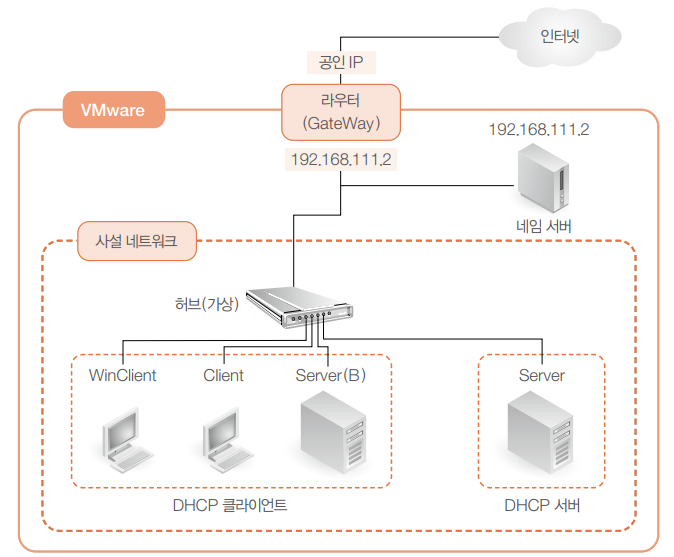 인터넷
공인 IP
VMware
라우터
(GateWay)
192.168.111.2
192.168.111.2
네임 서버
사설 네트워크
허브(가상)
WinClient
Client
Server(B)
Server
DHCP 클라이언트
DHCP 서버